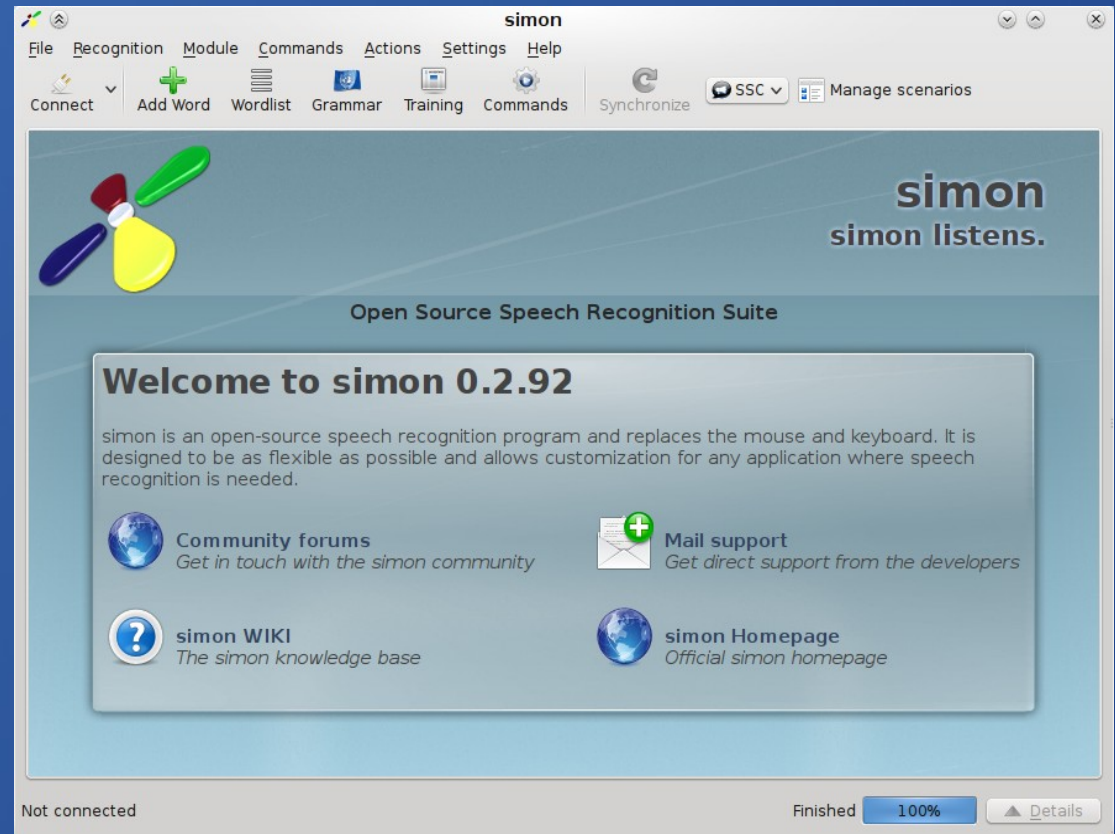 simon
File Recognition Module Commands Actions Settings Help
Connect Add Word Wordlist Grammar Training Commands Synchronize SSC Manage scenarios
simon
simon listens.
Open Source Speech Recognition Suite
Welcome to simon 0.2.92
simon is an open-source speech recognition program and replaces the mouse and keyboard. It is
designed to be as flexible as possible and allows customization for any application where speech
recognition is needed.
Community forums
Get in touch with the simon community
Mail support
Get direct support from the developers
simon WIKI
The simon knowledge base
simon Homepage
Official simon homepage
Not connected Finished 100% Details